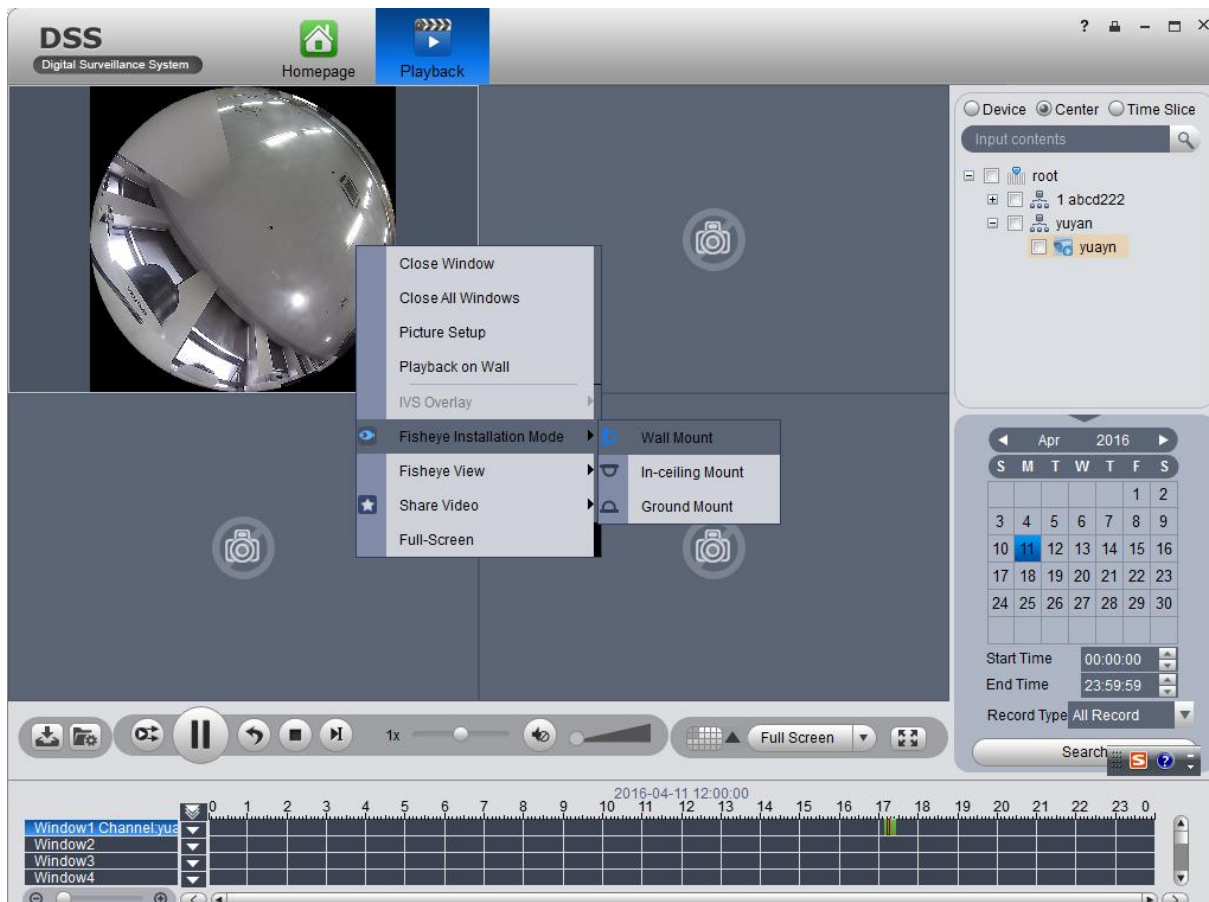 DSS
Digital Surveillance System
Homepage
Playback
?
Device Center Time Slice
Input contents
root
1 abcd222
yuyan
yuayn
Close Window
Close All Windows
Picture Setup
Playback on Wall
IVS Overlay
Fisheye Installation Mode
Fisheye View
Share Video
Full-Screen
Wall Mount
In-ceiling Mount
Ground Mount
Apr 2016
S M T W T F S
1 2
3 4 5 6 7 8 9
10 11 12 13 14 15 16
17 18 19 20 21 22 23
24 25 26 27 28 29 30
Start Time 00:00:00
End Time 23:59:59
Record Type All Record
Search
S ?
1x
Full Screen
2016-04-11 12:00:00
0 1 2 3 4 5 6 7 8 9 10 11 12 13 14 15 16 17 18 19 20 21 22 23 0
Window1 Channel:yua
Window2
Window3
Window4